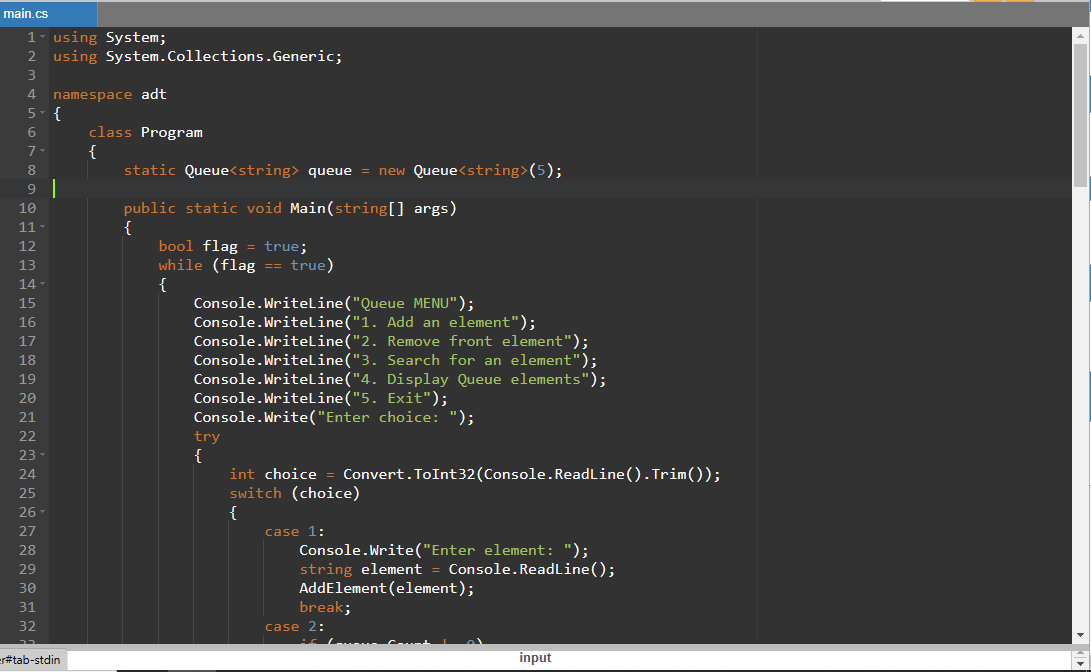 main.cs
1 using System;
2 using System.Collections.Generic;
3
4 namespace adt
5 {
6 class Program
7 {
8 static Queue<string> queue = new Queue<string>(5);
9
10 public static void Main(string[] args)
11 {
12 bool flag = true;
13 while (flag == true)
14 {
15 Console.WriteLine("Queue MENU");
16 Console.WriteLine("1. Add an element");
17 Console.WriteLine("2. Remove front element");
18 Console.WriteLine("3. Search for an element");
19 Console.WriteLine("4. Display Queue elements");
20 Console.WriteLine("5. Exit");
21 Console.Write("Enter choice: ");
22 try
23 {
24 int choice = Convert.ToInt32(Console.ReadLine().Trim());
25 switch (choice)
26 {
27 case 1:
28 Console.Write("Enter element: ");
29 string element = Console.ReadLine();
30 AddElement(element);
31 break;
32 case 2:
r#tab-stdin
input